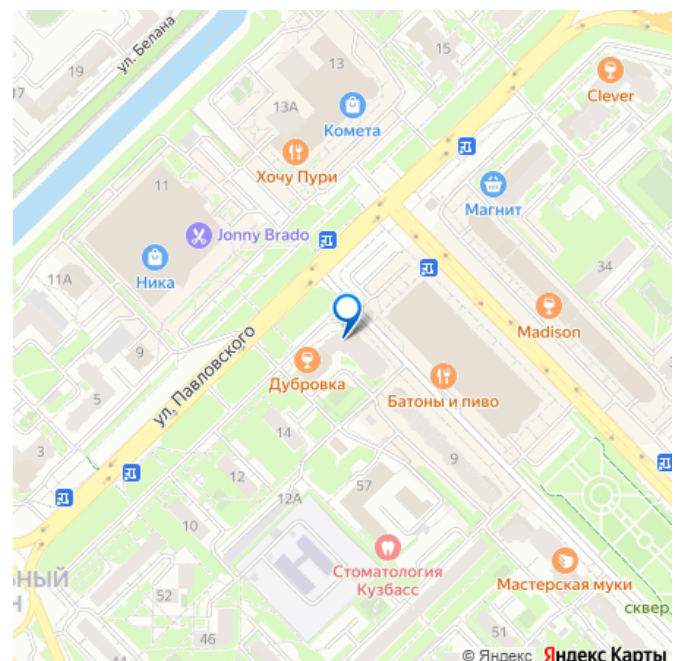 ул. Белана
15
19
17
13
Clever
13А
Комета
Хочу Пури
Магнит
11
Jonny Brado
34
Ника
11А
Madison
9
Дубровка
Батоны и пиво
ул. Павловского
5
3
14
9
12
57
12А
10
Стоматология
Кузбасс
Мастерская муки
ЬНЫЙ
Н
52
сквер
46
51
© Яндекс Яндекс Карты